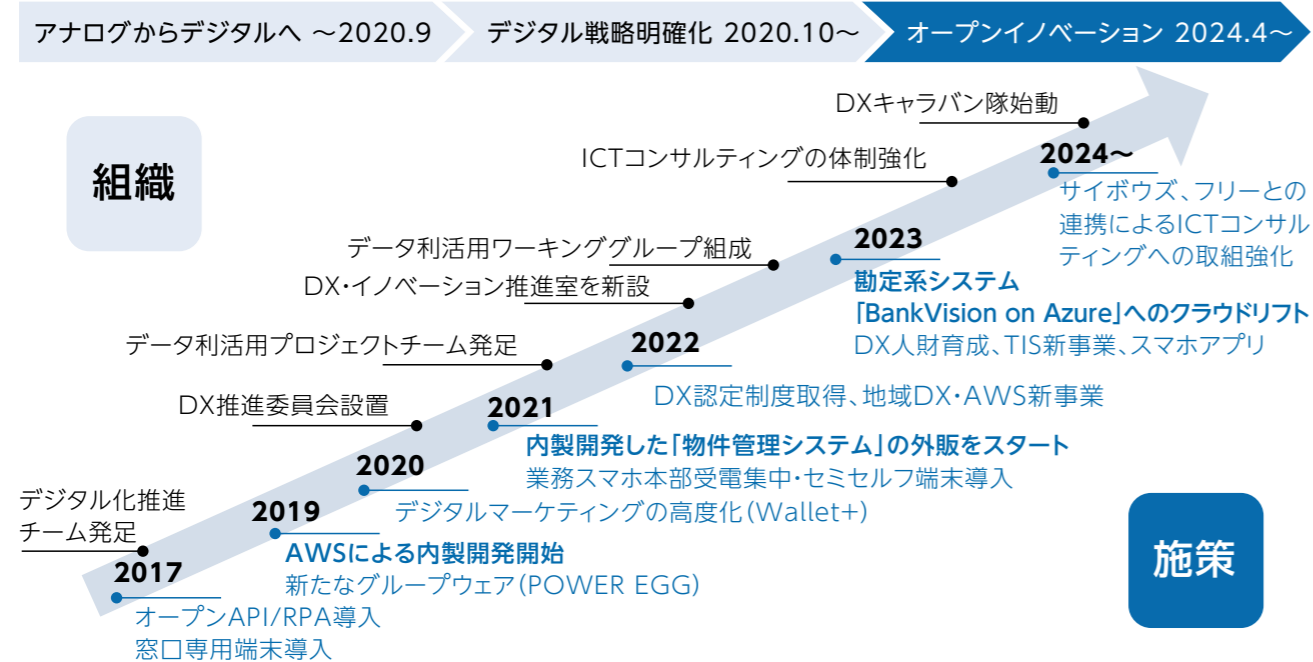 アナログからデジタルへ ～2020.9
デジタル戦略明確化 2020.10～
オープンイノベーション 2024.4～
組織
DXキャラバン隊始動
ICTコンサルティングの体制強化
2024～
サイボウズ、フリーとの
連携によるICTコンサル
ティングへの取組強化
データ利活用ワーキンググループ組成
2023
勘定系システム
「BankVision on Azure」へのクラウドドリフト
DX人財育成、TIS新事業、スマホアプリ
DX・イノベーション推進室を新設
データ利活用プロジェクトチーム発足
2022
DX認定制度取得、地域DX・AWS新事業
DX推進委員会設置
2021
内製開発した「物件管理システム」の外販をスタート
業務スマホ本部受電集中・セミセルフ端末導入
2020
デジタルマーケティングの高度化（Wallet+）
デジタル化推進
チーム発足
2019
AWSによる内製開発開始
新たなグループウェア（POWER EGG）
2017
オープンAPI/RPA導入
窓口専用端末導入
施策